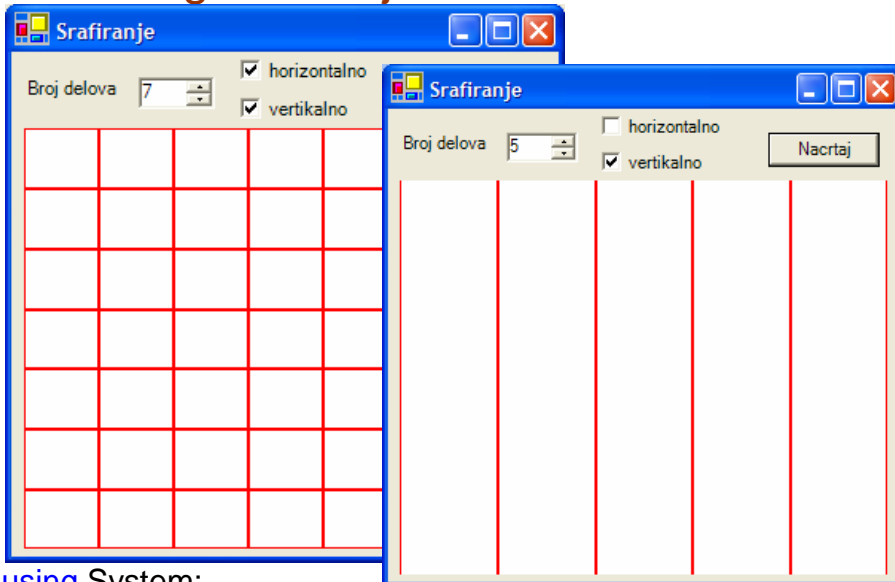 Srafiranje
Broj delova 7
horizontalno
vertikalno
Srafiranje
Broj delova 5
horizontalno
vertikalno
Nacrtaj
using System;